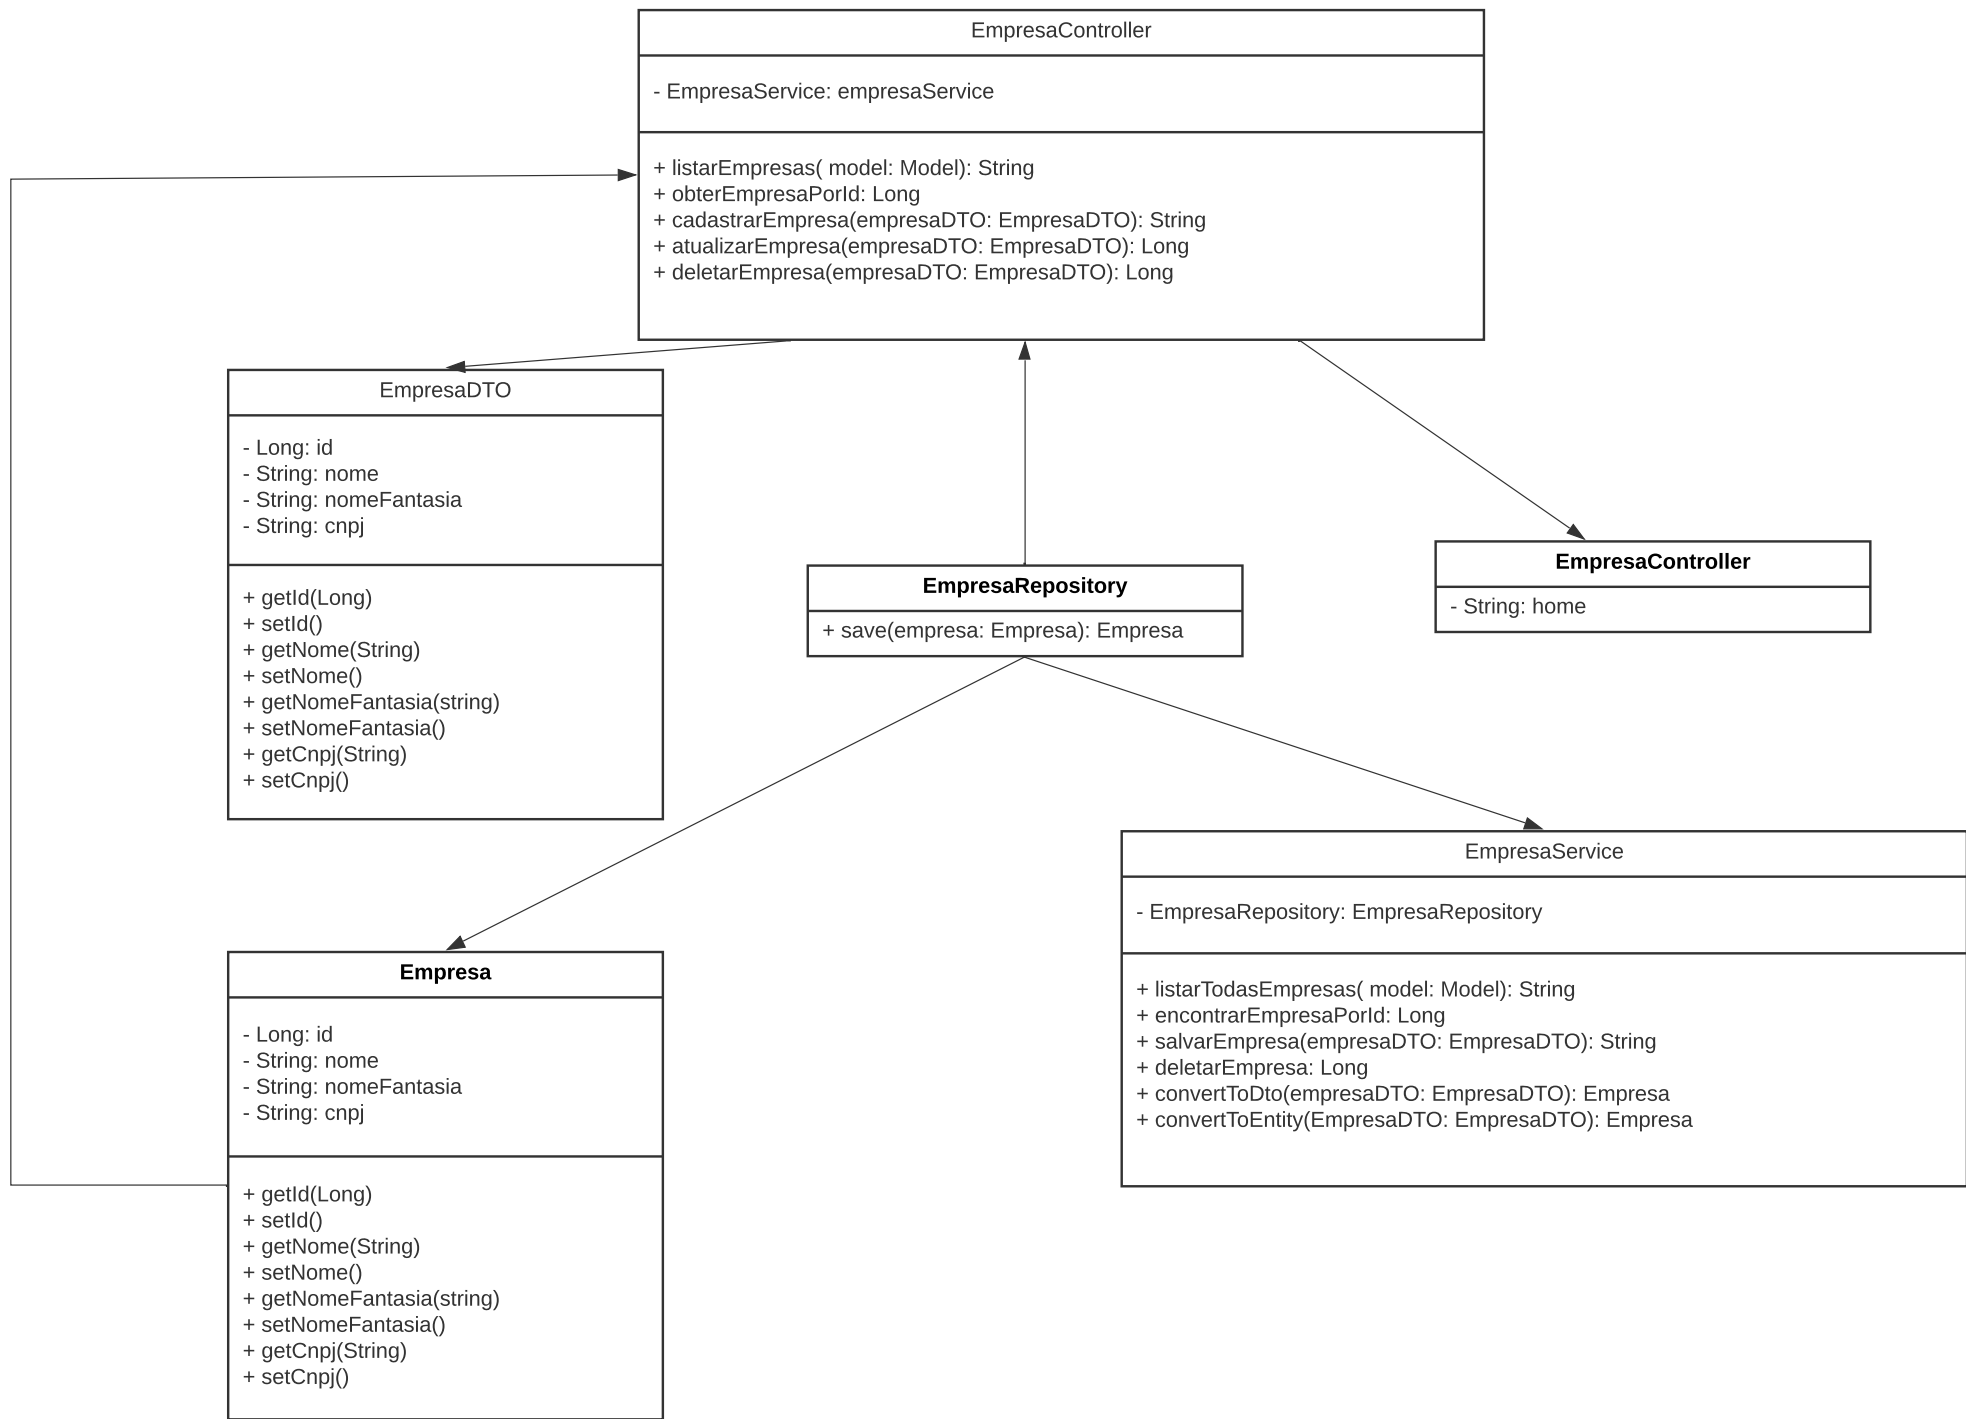 EmpresaController
- EmpresaService: empresaService
+ listarEmpresas( model: Model): String
+ obterEmpresaPorId: Long
+ cadastrarEmpresa(empresaDTO: EmpresaDTO): String
+ atualizarEmpresa(empresaDTO: EmpresaDTO): Long
+ deletarEmpresa(empresaDTO: EmpresaDTO): Long
EmpresaDTO
- Long: id
- String: nome
- String: nomeFantasia
- String: cnpj
+ getId(Long)
+ setId()
+ getNome(String)
+ setNome()
+ getNomeFantasia(string)
+ setNomeFantasia()
+ getCnpj(String)
+ setCnpj()
EmpresaRepository
+ save(empresa: Empresa): Empresa
EmpresaController
- String: home
Empresa
- Long: id
- String: nome
- String: nomeFantasia
- String: cnpj
+ getId(Long)
+ setId()
+ getNome(String)
+ setNome()
+ getNomeFantasia(string)
+ setNomeFantasia()
+ getCnpj(String)
+ setCnpj()
EmpresaService
- EmpresaRepository: EmpresaRepository
+ listarTodasEmpresas( model: Model): String
+ encontrarEmpresaPorId: Long
+ salvarEmpresa(empresaDTO: EmpresaDTO): String
+ deletarEmpresa: Long
+ convertToDto(empresaDTO: EmpresaDTO): Empresa
+ convertToEntity(EmpresaDTO: EmpresaDTO): Empresa